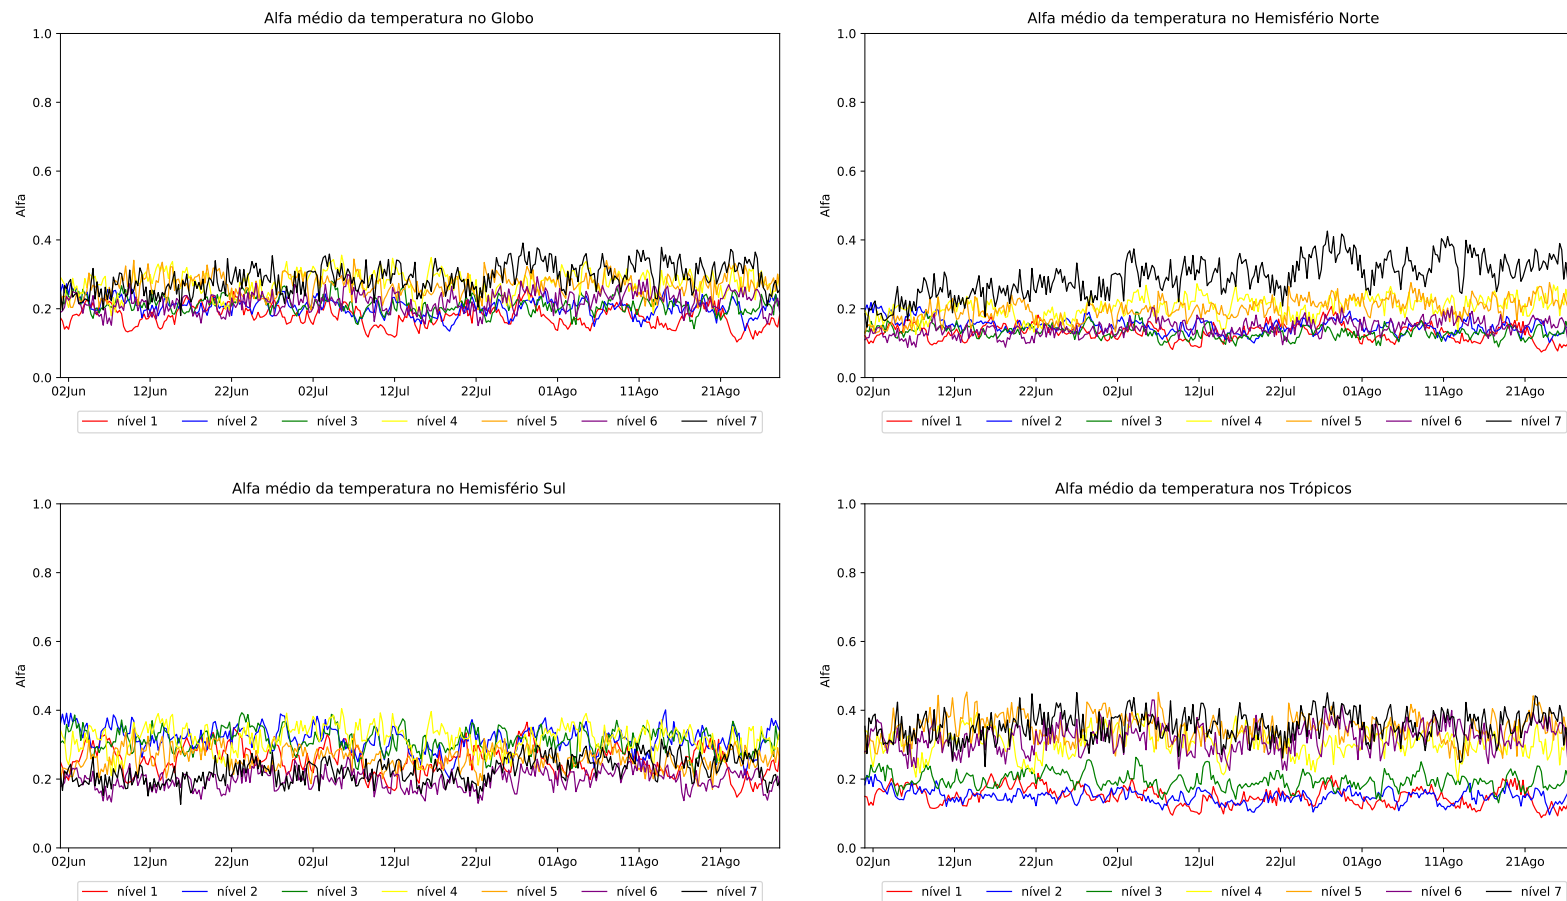 Alfa médio da temperatura no Globo
1.0
0.8
0.6
0.4
0.2
0.0
Alfa
02Jun 12Jun 22Jun 02Jul 12Jul 22Jul 01Ago 11Ago 21Ago
nível 1 nível 2 nível 3 nível 4 nível 5 nível 6 nível 7
Alfa médio da temperatura no Hemisfério Norte
1.0
0.8
0.6
0.4
0.2
0.0
Alfa
02Jun 12Jun 22Jun 02Jul 12Jul 22Jul 01Ago 11Ago 21Ago
nível 1 nível 2 nível 3 nível 4 nível 5 nível 6 nível 7
Alfa médio da temperatura no Hemisfério Sul
1.0
0.8
0.6
0.4
0.2
0.0
Alfa
02Jun 12Jun 22Jun 02Jul 12Jul 22Jul 01Ago 11Ago 21Ago
nível 1 nível 2 nível 3 nível 4 nível 5 nível 6 nível 7
Alfa médio da temperatura nos Trópicos
1.0
0.8
0.6
0.4
0.2
0.0
Alfa
02Jun 12Jun 22Jun 02Jul 12Jul 22Jul 01Ago 11Ago 21Ago
nível 1 nível 2 nível 3 nível 4 nível 5 nível 6 nível 7